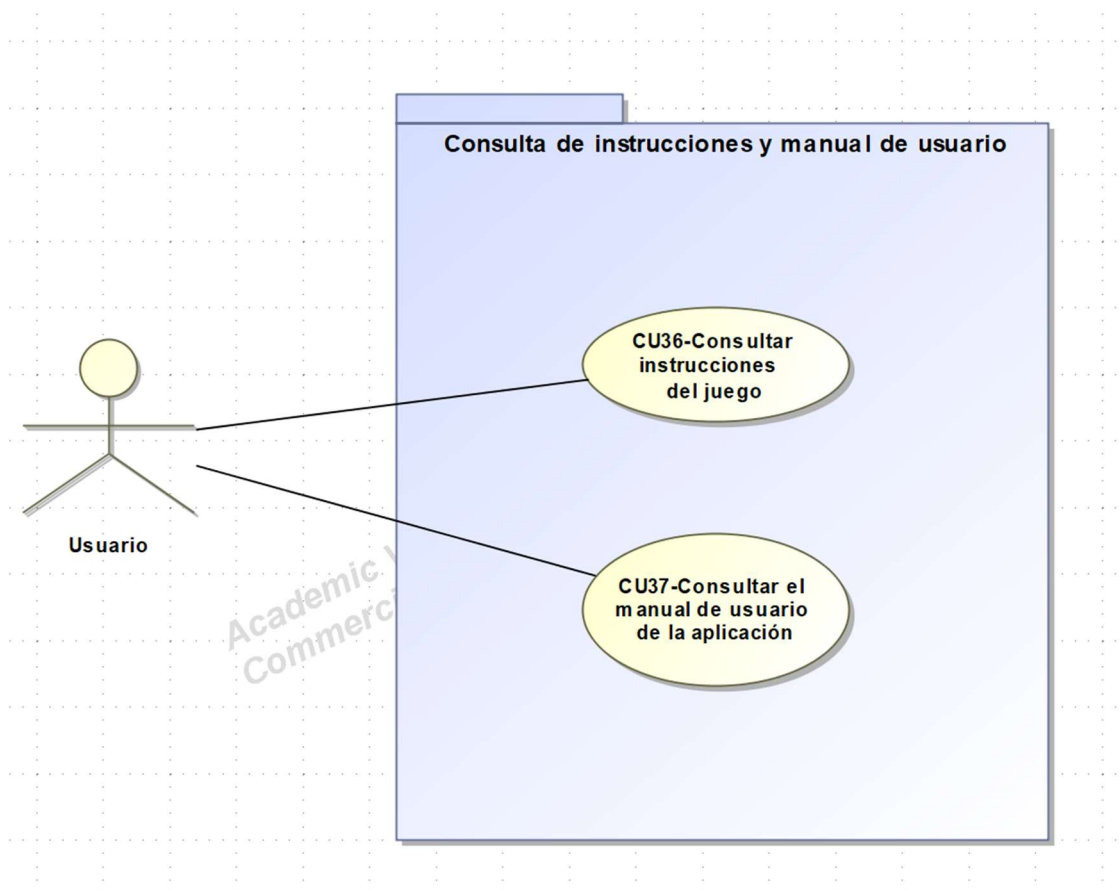 Consulta de instrucciones y manual de usuario
CU36-Consultar
instrucciones
del juego
Usuario
CU37-Consultar el
manual de usuario
de la aplicación
Academic